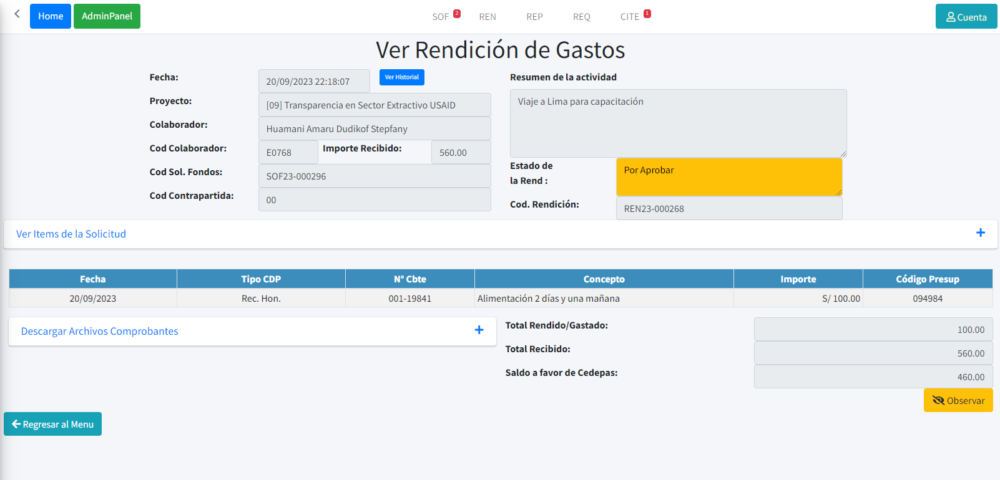 Home AdminPanel SOF 2 REN REP REQ CITE 1 Cuenta
Ver Rendición de Gastos
Fecha: 20/09/2023 22:18:07 Ver Historial
Proyecto: [09] Transparencia en Sector Extractivo USAID
Colaborador: Huamani Amaru Dudikof Stepfany
Cod Colaborador: E0768 Importe Recibido: 560.00
Cod Sol. Fondos: SOF23-000296
Cod Contrapartida: 00
Resumen de la actividad
Viaje a Lima para capacitación
Estado de
la Rend : Por Aprobar
Cod. Rendición: REN23-000268
Ver Items de la Solicitud
Fecha Tipo CDP Nº Cbte Concepto Importe Código Presup
20/09/2023 Rec. Hon. 001-19841 Alimentación 2 días y una mañana S/ 100.00 094984
Descargar Archivos Comprobantes
Total Rendido/Gastado: 100.00
Total Recibido: 560.00
Saldo a favor de Cedepas: 460.00
Observar
Regresar al Menu